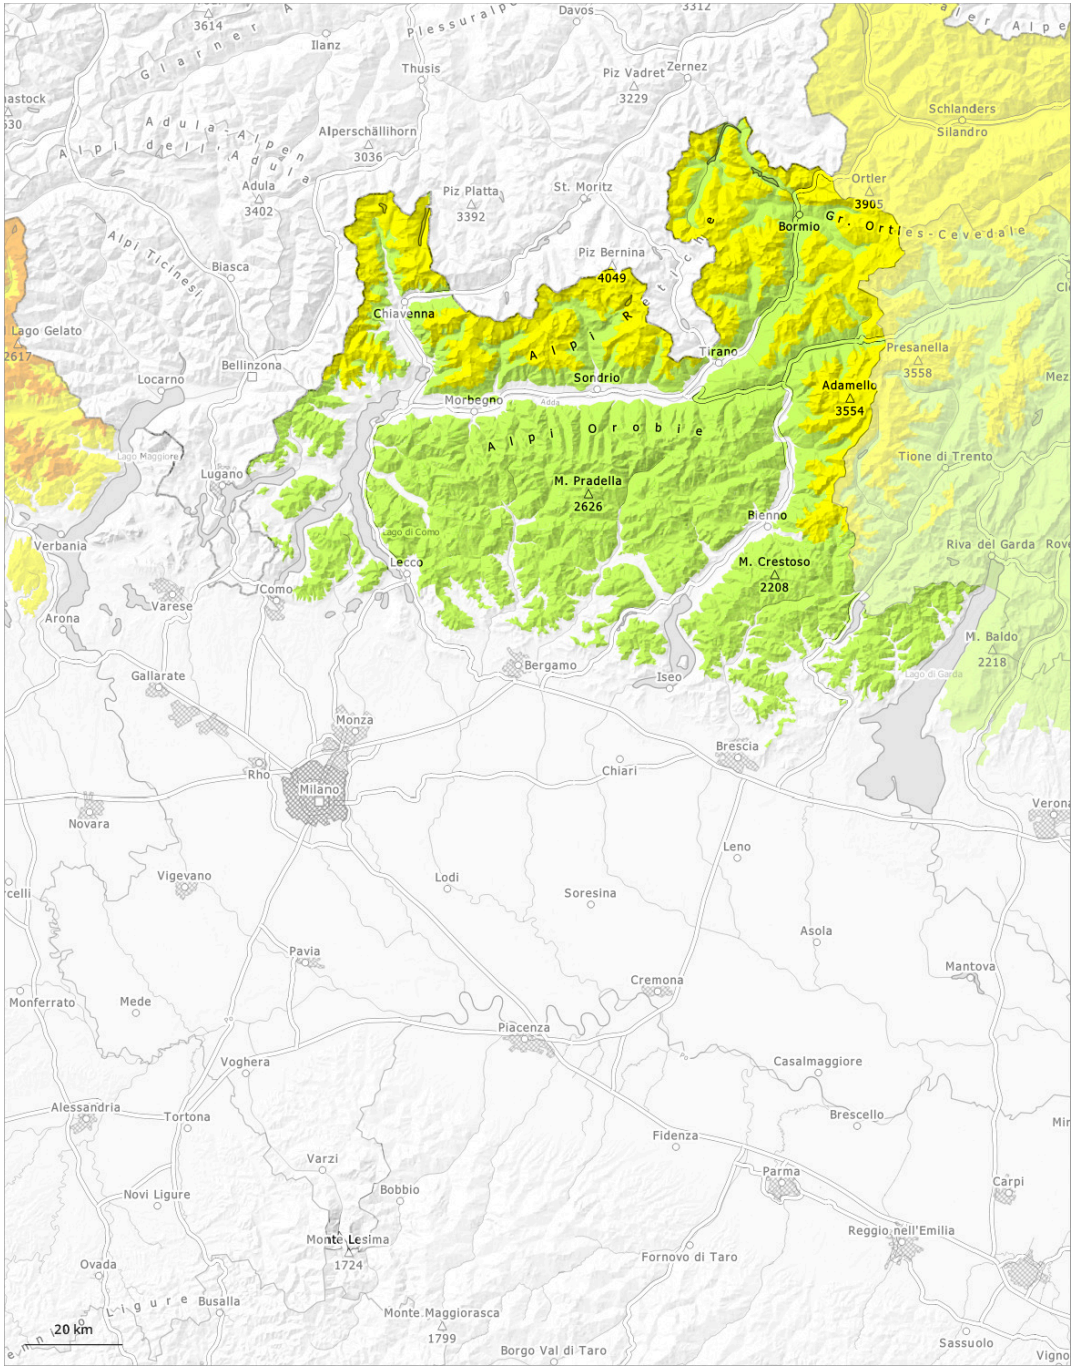 3614
Davos
3312
Glarner
Plessuralpe
Ilanz
Thusis
Piz Vadret
3229
Zernez
Schlanders
Silandro
Adula-Alpen
Alpi dell'Adula
Alperschällihorn
3036
Adula
3402
Piz Platta
3392
St. Moritz
Ortler
3905
Bormio
Gr. Ortles-Cevedale
Alpi Ticinesi
Biasca
Piz Bernina
4049
Alpi Retiche
Chiavenna
Lago Gelato
2617
Bellinzona
Locarno
Tirano
Sondrio
Presanella
3558
Adamello
3554
Morbegno
Adda
Alpi Orobie
Lago Maggiore
Lugano
Tione di Trento
M. Pradella
2626
Bienno
Verbania
Lago di Como
Lecco
M. Crestoso
2208
Riva del Garda
Como
Varese
Arona
M. Baldo
2218
Lago di Garda
Gallarate
Bergamo
Iseo
Monza
Brescia
Rho
Chiari
Milano
Novara
Verona
Leno
Vigevano
Lodi
Soresina
Asola
Pavia
Cremona
Mantova
Monferrato
Mede
Po
Piacenza
Voghera
Po
Casalmaggiore
Alessandria
Tortona
Brescello
Fidenza
Varzi
Bobbio
Parma
Carpi
Novi Ligure
Monte Lesima
1724
Reggio nell'Emilia
Fornovo di Taro
Ovada
Ligure
Busalla
Monte Maggiorasca
1799
20 km
Sassuolo
Borgo Val di Taro